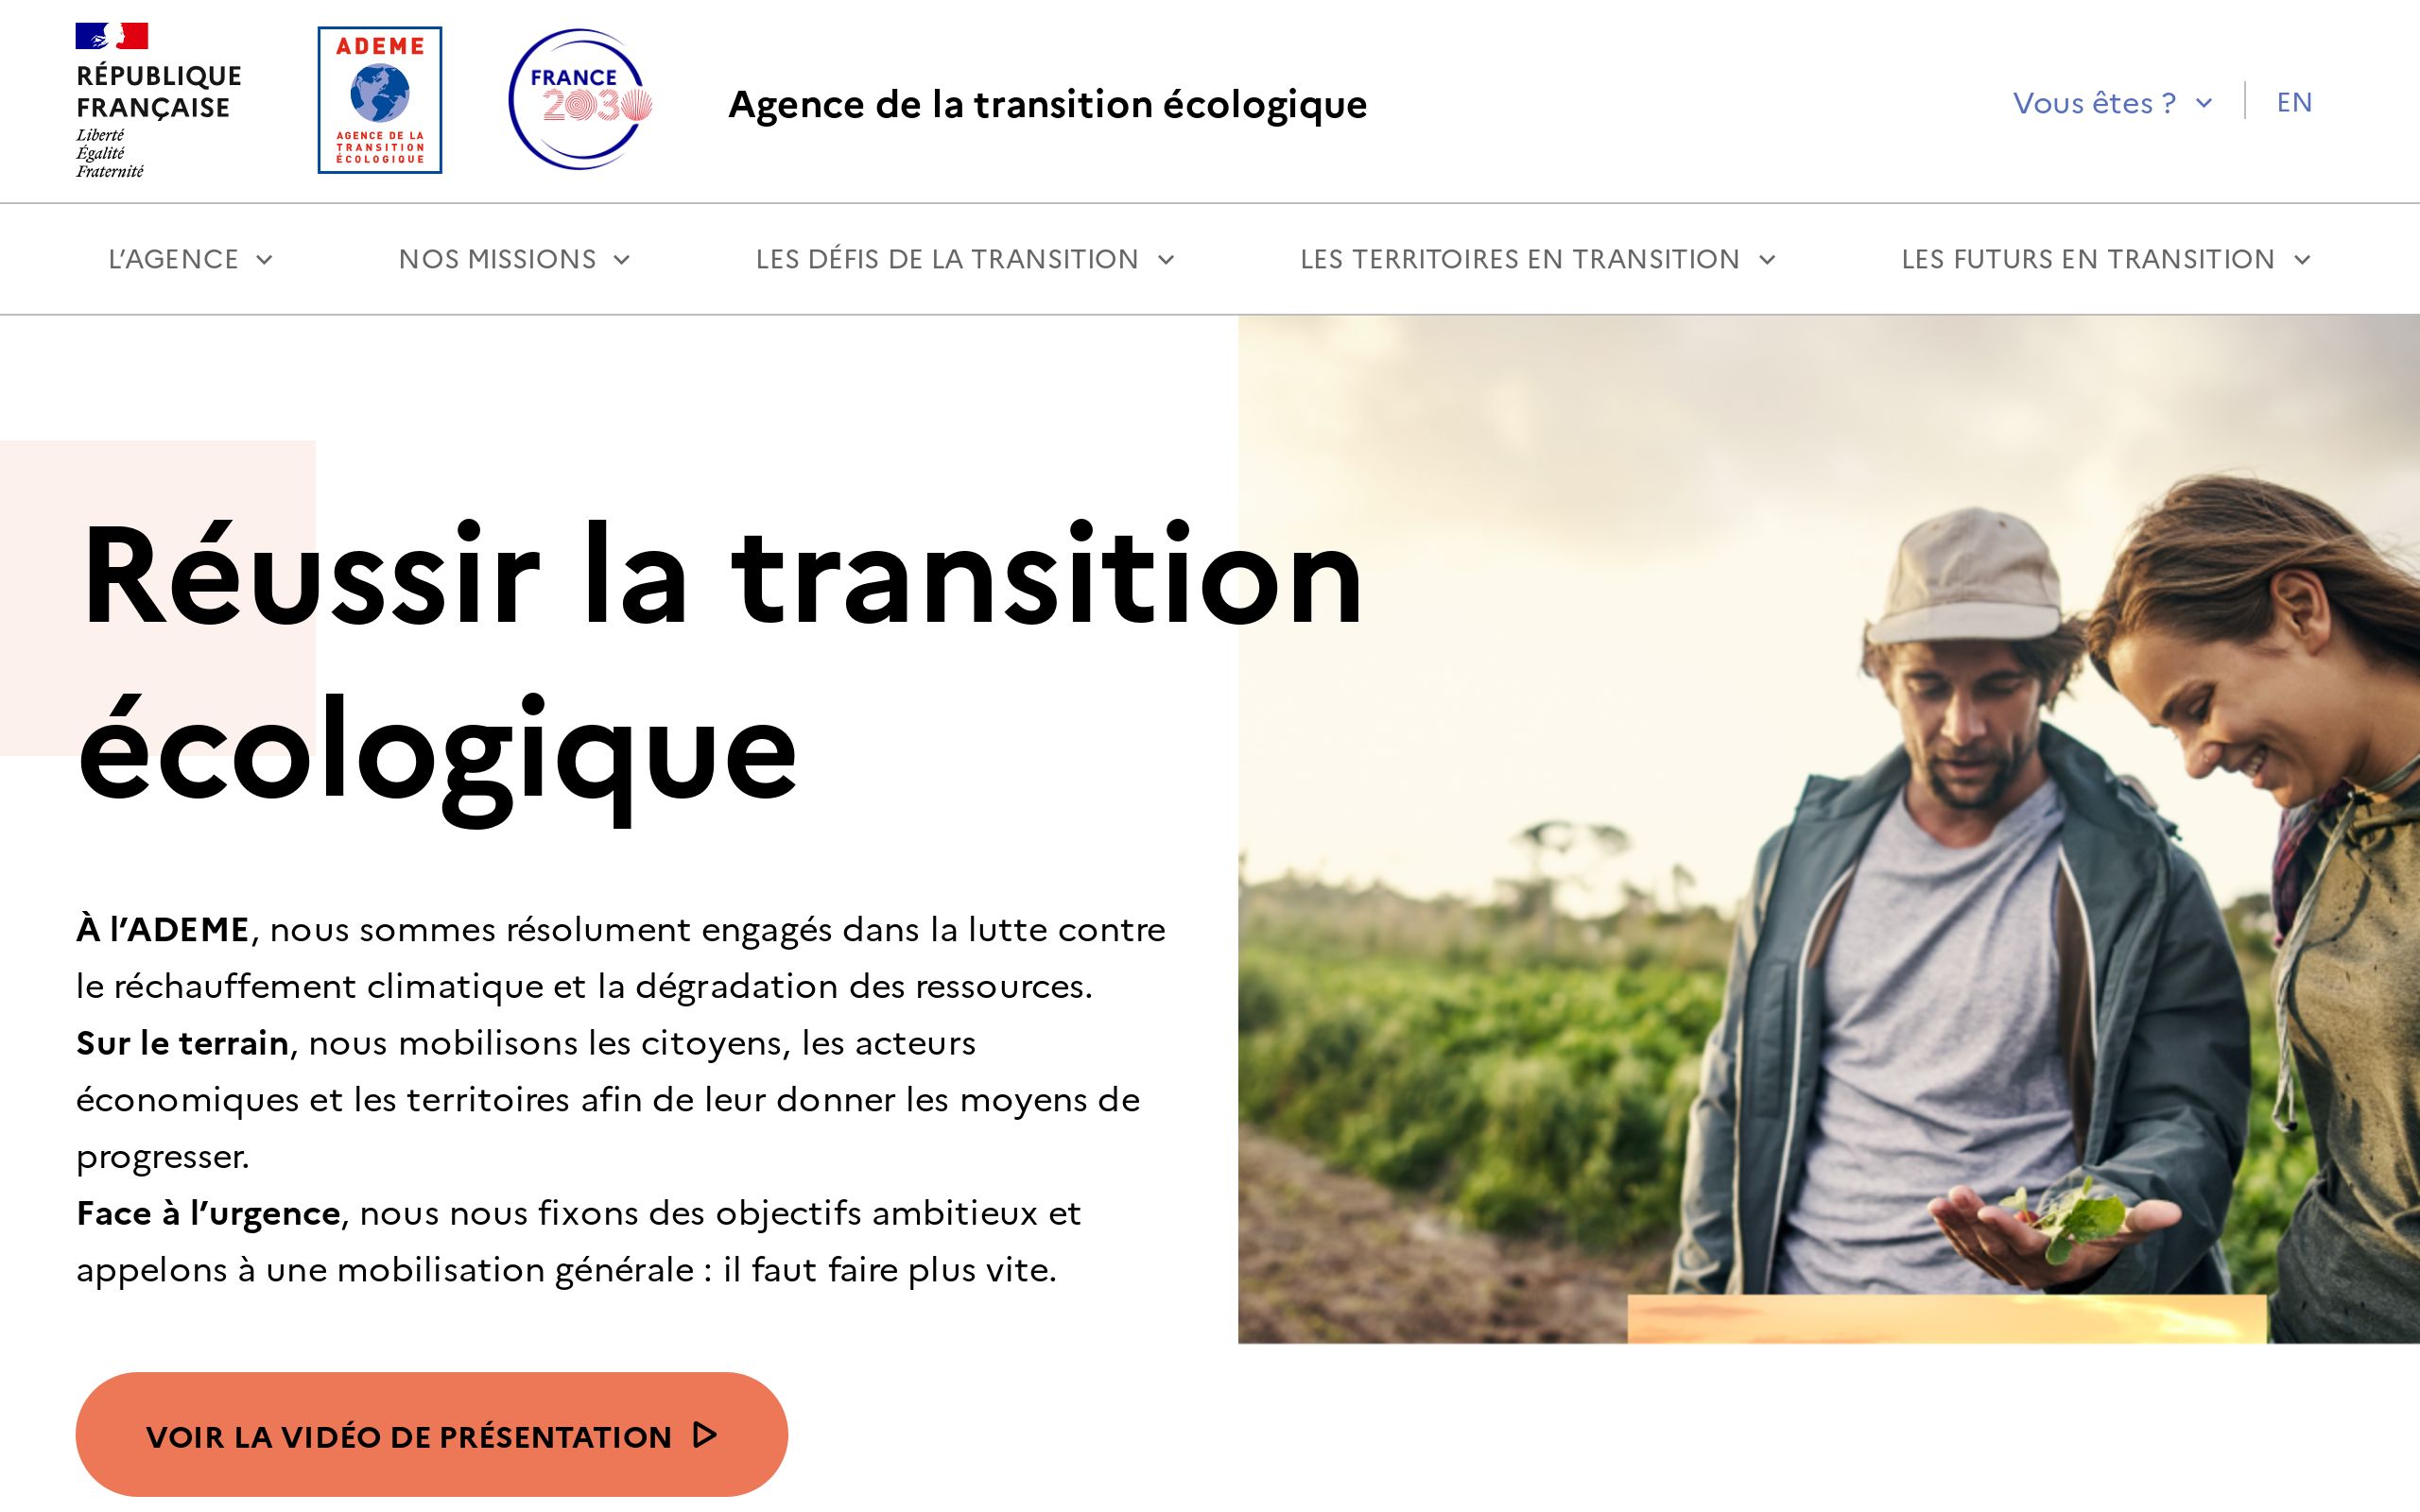 RÉPUBLIQUE
FRANÇAISE
Liberté
Égalité
Fraternité
ADEME
AGENCE DE LA
TRANSITION
ÉCOLOGIQUE
FRANCE
2030
Agence de la transition écologique
Vous êtes ?
EN
L’AGENCE
NOS MISSIONS
LES DÉFIS DE LA TRANSITION
LES TERRITOIRES EN TRANSITION
LES FUTURS EN TRANSITION
Réussir la transition
écologique
À l’ADEME, nous sommes résolument engagés dans la lutte contre
le réchauffement climatique et la dégradation des ressources.
Sur le terrain, nous mobilisons les citoyens, les acteurs
économiques et les territoires afin de leur donner les moyens de
progresser.
Face à l’urgence, nous nous fixons des objectifs ambitieux et
appelons à une mobilisation générale : il faut faire plus vite.
VOIR LA VIDÉO DE PRÉSENTATION